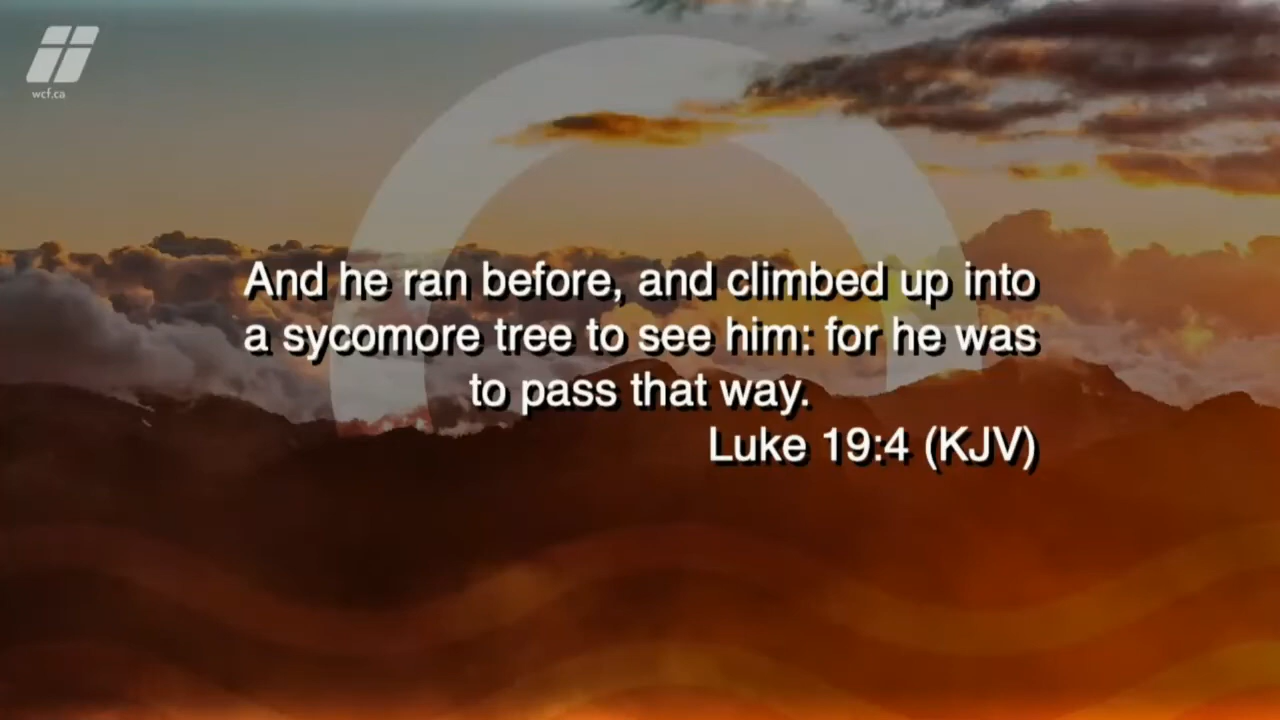 wcf.ca
And he ran before, and climbed up into
a sycomore tree to see him: for he was
to pass that way.
Luke 19:4 (KJV)